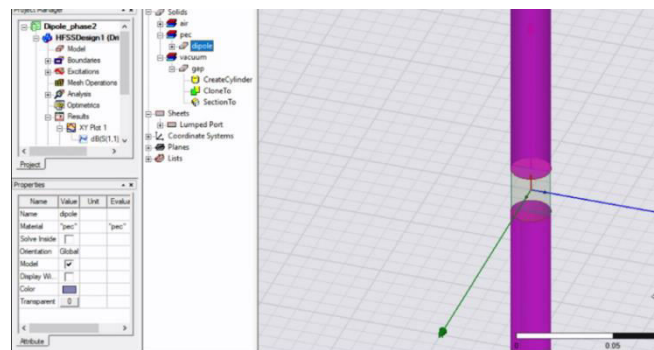 Project Manage
Dipole_phase2
HFSSDesign1 (Dri
Model
Boundaries
Excitations
Mesh Operations
Analysis
Optimetrics
Results
XY Plot 1
dB(S(1,1)
Project
Properties
Name Value Unit Evalua
Name dipole
Material "pec" "pec"
Solve Inside
Orientation Global
Model
Display Wi...
Color
Transparent 0
Attribute
Solids
air
pec
dipole
vacuum
gap
CreateCylinder
CloneTo
SectionTo
Sheets
Lumped Port
Coordinate Systems
Planes
Lists
0 0.05